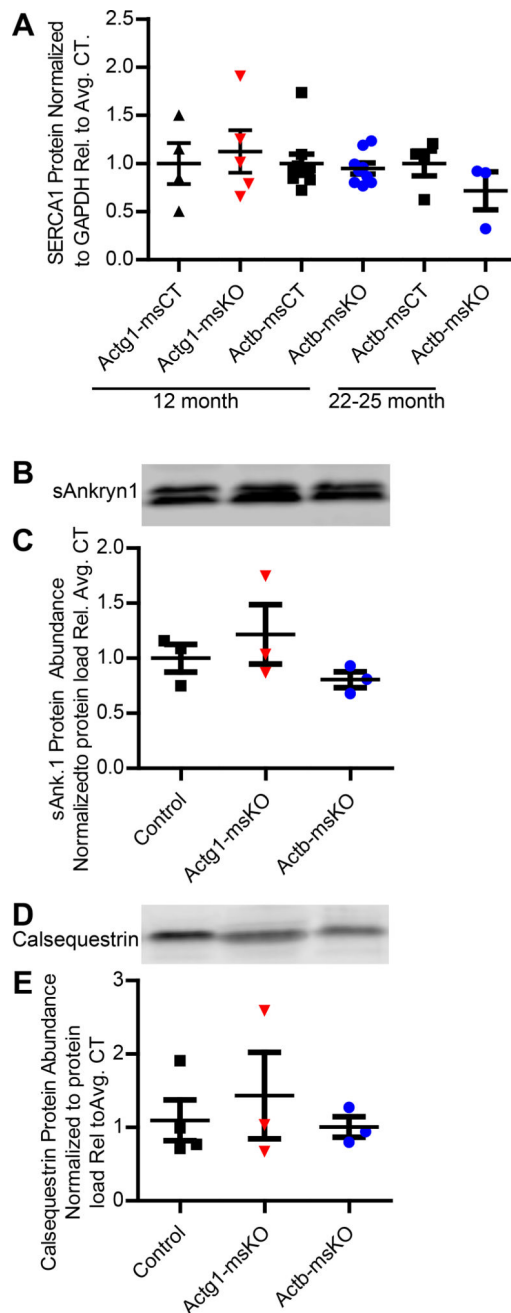 A
SERCA1 Protein Normalized
to GAPDH Rel. to Avg. CT.
2.5
2.0
1.5
1.0
0.5
0.0
Actg1-msCT
Actg1-msKO
Actb-msCT
Actb-msKO
Actb-msCT
Actb-msKO
12 month
22-25 month
B
sAnkryn1
C
sAnk.1 Protein Abundance
Normalizedto protein load Rel. Avg. CT
2.0
1.5
1.0
0.5
0.0
Control
Actg1-msKO
Actb-msKO
D
Calsequestrin
E
Calsequestrin Protein Abundance
Normalized to protein
load Rel toAvg. CT
3
2
1
0
Control
Actg1-msKO
Actb-msKO